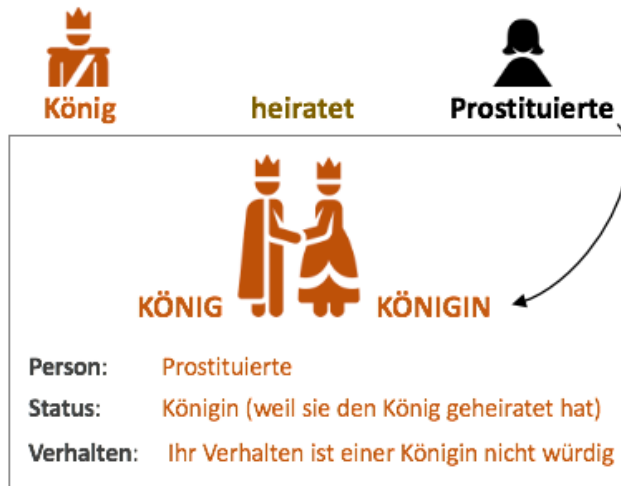 König heiratet Prostituierte
KÖNIG KÖNIGIN
Person: Prostituierte
Status: Königin (weil sie den König geheiratet hat)
Verhalten: Ihr Verhalten ist einer Königin nicht würdig